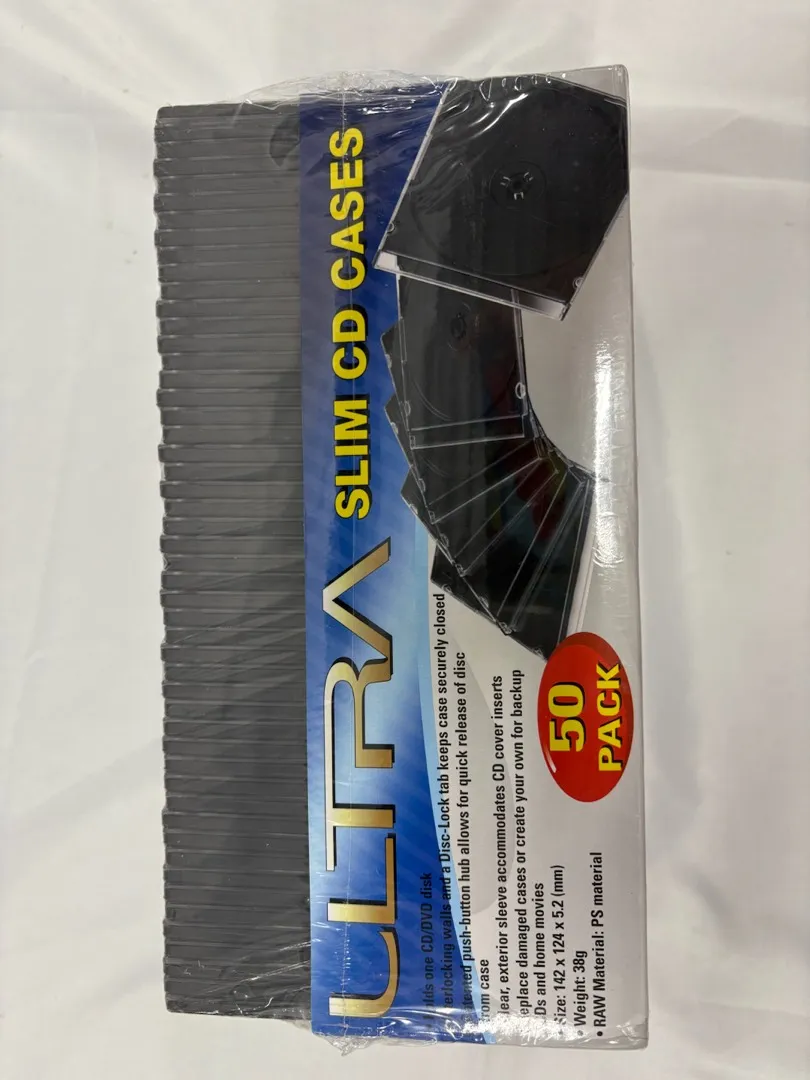 ULTRA SLIM CD CASES
lds one CD/DVD disk
erlocking walls and a Disc-Lock tab keeps case securely closed
tented push-button hub allows for quick release of disc
rom case
lear, exterior sleeve accommodates CD cover inserts
eplace damaged cases or create your own for backup
Ds and home movies
Size: 142 x 124 x 5.2 (mm)
• Weight: 38g
• RAW Material: PS material
50
PACK